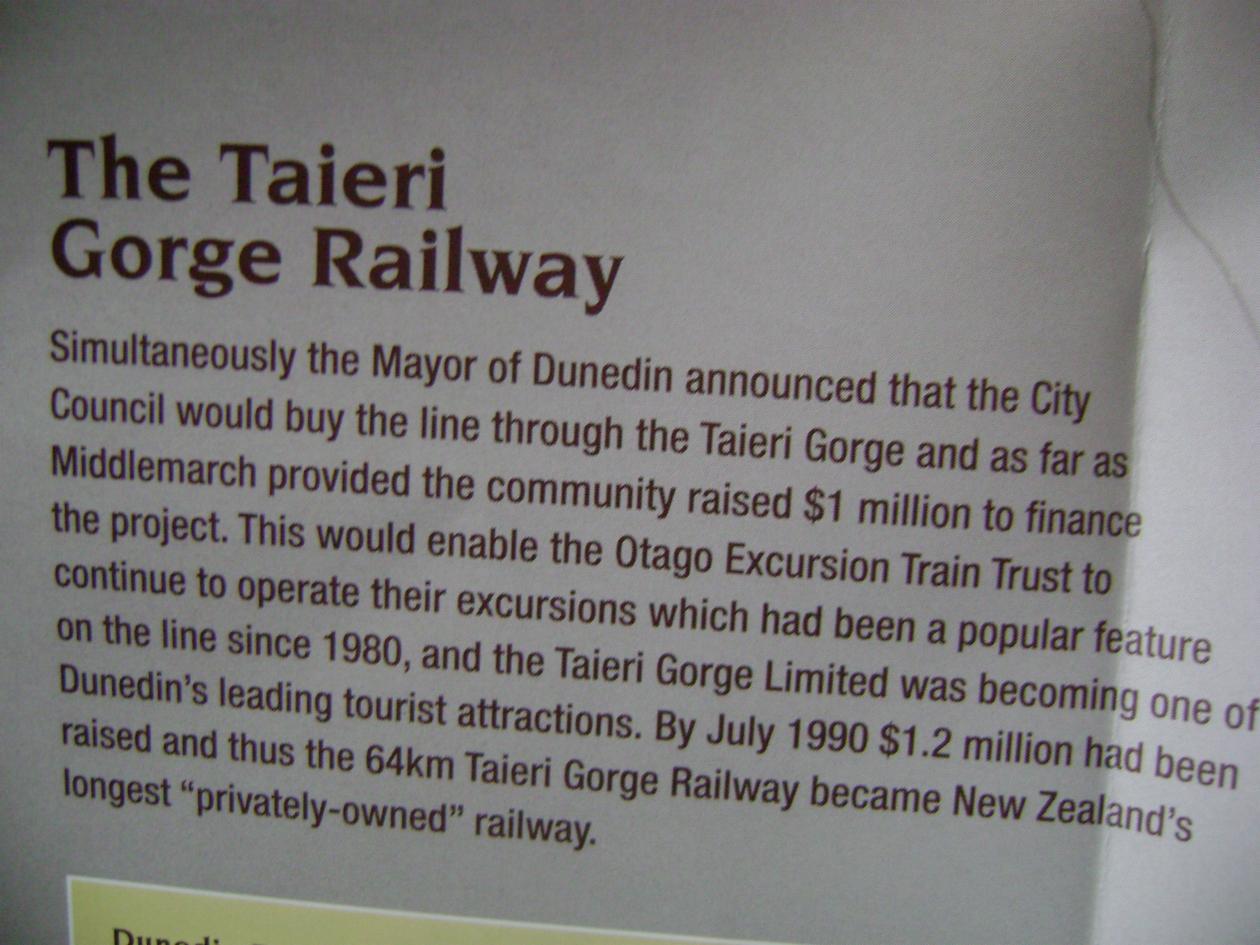 The Taieri
Gorge Railway
Simultaneously the Mayor of Dunedin announced that the City
Council would buy the line through the Taieri Gorge and as far as
Middlemarch provided the community raised $1 million to finance
the project. This would enable the Otago Excursion Train Trust to
continue to operate their excursions which had been a popular feature
on the line since 1980, and the Taieri Gorge Limited was becoming one of
Dunedin’s leading tourist attractions. By July 1990 $1.2 million had been
raised and thus the 64km Taieri Gorge Railway became New Zealand’s
longest “privately-owned” railway.